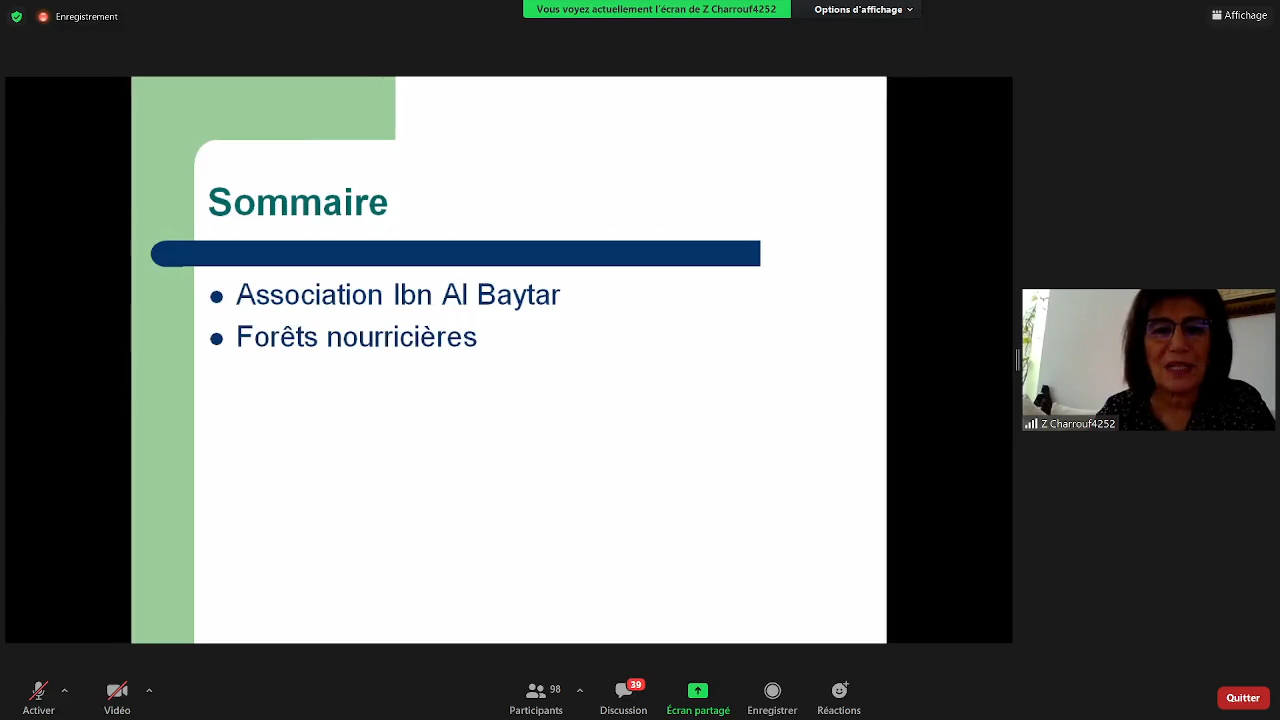 Enregistrement
Vous voyez actuellement l'écran de Z Charrouf4252
Options d'affichage
Affichage
Sommaire
Association Ibn Al Baytar
Forêts nourricières
Z Charrouf4252
Activer
Vidéo
98
Participants
39
Discussion
Écran partagé
Enregistrer
Réactions
Quitter